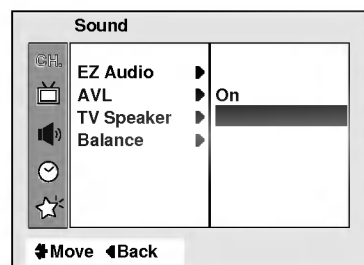 Sound
CH.
EZ Audio
AVL On
TV Speaker
Balance
Move Back